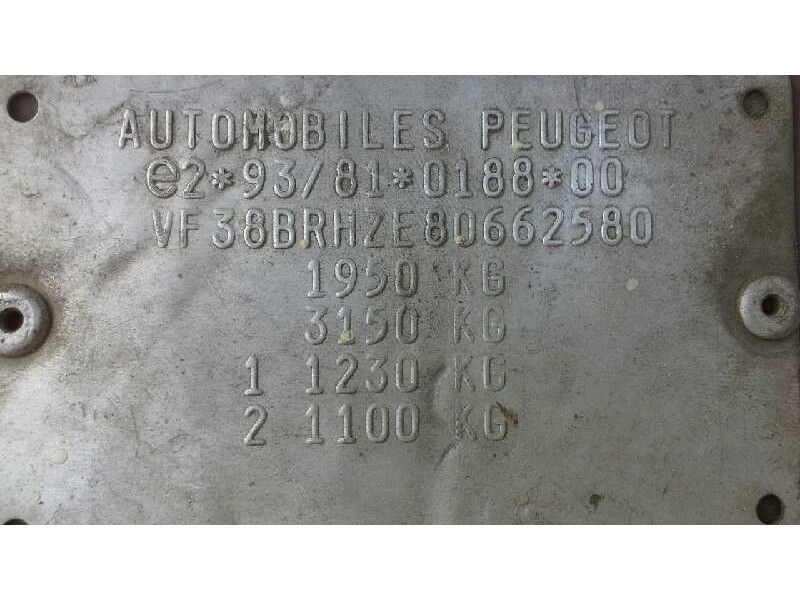 AUTOMOBILES PEUGEOT
e2*93/81*0188*00
VF38BRHZE80662580
1950 KG
3150 KG
1 1230 KG
2 1100 KG